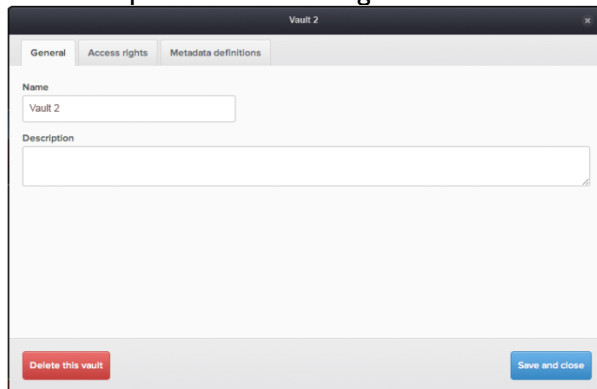 Vault 2
General Access rights Metadata definitions
Name
Vault 2
Description
Delete this vault Save and close